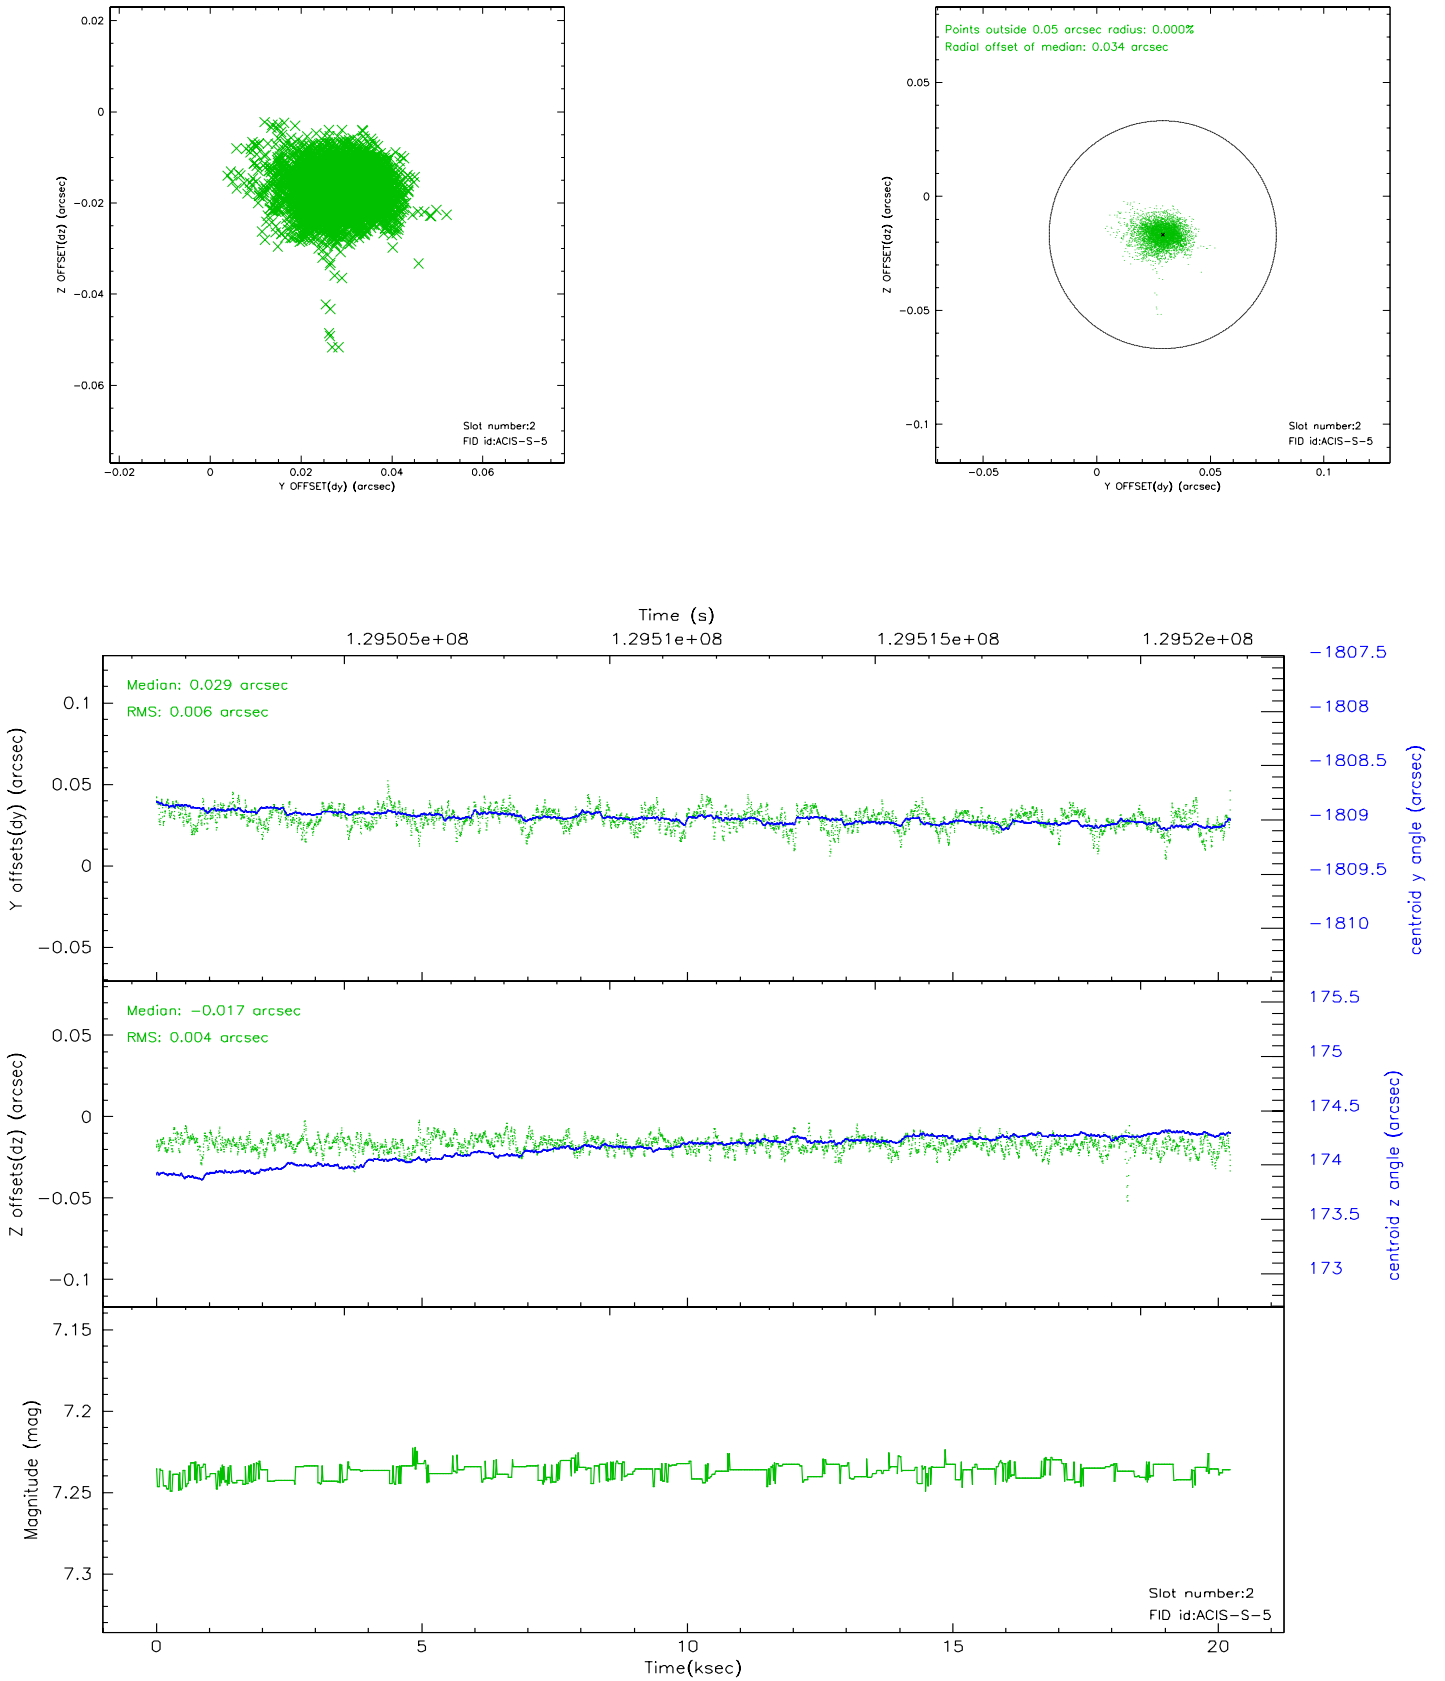 0.02
0
-0.02
-0.04
-0.06
Z OFFSET(dz) (arcsec)
Slot number:2
FID id:ACIS-S-5
-0.02
0
0.02
0.04
0.06
Y OFFSET(dy) (arcsec)
Points outside 0.05 arcsec radius: 0.000%
Radial offset of median: 0.034 arcsec
0.05
0
-0.05
-0.1
Z OFFSET(dz) (arcsec)
Slot number:2
FID id:ACIS-S-5
-0.05
0
0.05
0.1
Y OFFSET(dy) (arcsec)
Time (s)
1.29505e+08
1.2951e+08
1.29515e+08
1.2952e+08
Median: 0.029 arcsec
RMS: 0.006 arcsec
0.1
0.05
0
-0.05
Y offsets(dy) (arcsec)
-1807.5
-1808
-1808.5
-1809
-1809.5
-1810
centroid y angle (arcsec)
Median: -0.017 arcsec
RMS: 0.004 arcsec
0.05
0
-0.05
-0.1
Z offsets(dz) (arcsec)
175.5
175
174.5
174
173.5
173
centroid z angle (arcsec)
7.15
7.2
7.25
7.3
Magnitude (mag)
Slot number:2
FID id:ACIS-S-5
0
5
10
15
20
Time(ksec)